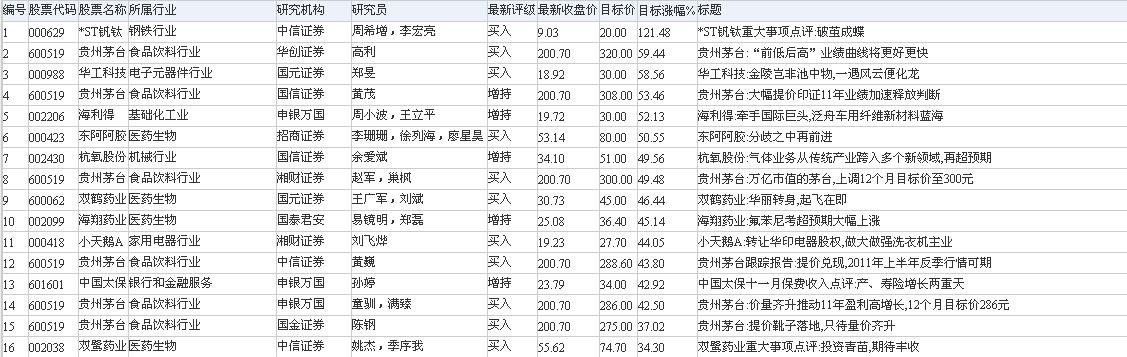 编号 股票代码 股票名称 所属行业 研究机构 研究员 最新评级 最新收盘价 目标价 目标涨幅% 标题
1 000629 *ST钒钛 钢铁行业 中信证券 周希增，李宏亮 买入 9.03 20.00 121.48 *ST钒钛重大事项点评:破茧成蝶
2 600519 贵州茅台 食品饮料行业 华创证券 高利 买入 200.70 320.00 59.44 贵州茅台:“前低后高”业绩曲线将更好更快
3 000988 华工科技 电子元器件行业 国元证券 郑旻 买入 18.92 30.00 58.56 华工科技:金陵岂非池中物,一遇风云便化龙
4 600519 贵州茅台 食品饮料行业 国信证券 黄茂 增持 200.70 308.00 53.46 贵州茅台:大幅提价印证11年业绩加速释放判断
5 002206 海利得 基础化工业 申银万国 周小波，王立平 增持 19.72 30.00 52.13 海利得:牵手国际巨头,泛舟车用纤维新材料蓝海
6 000423 东阿阿胶 医药生物 招商证券 李珊珊，徐列海，廖星昊 买入 53.14 80.00 50.55 东阿阿胶:分歧之中再前进
7 002430 杭氧股份 机械行业 国信证券 余爱斌 增持 34.10 51.00 49.56 杭氧股份:气体业务从传统产业跨入多个新领域,再超预期
8 600519 贵州茅台 食品饮料行业 湘财证券 赵军，巢枫 买入 200.70 300.00 49.48 贵州茅台:万亿市值的茅台,上调12个月目标价至300元
9 600062 双鹤药业 医药生物 国元证券 王广军，刘斌 买入 30.73 45.00 46.44 双鹤药业:华丽转身,起飞在即
10 002099 海翔药业 医药生物 国泰君安 易镜明，郑磊 增持 25.08 36.40 45.14 海翔药业:氟苯尼考超预期大幅上涨
11 000418 小天鹅A 家用电器行业 湘财证券 刘飞烨 买入 19.23 27.70 44.05 小天鹅A:转让华印电器股权,做大做强洗衣机主业
12 600519 贵州茅台 食品饮料行业 中信证券 黄巍 买入 200.70 288.60 43.80 贵州茅台跟踪报告:提价兑现,2011年上半年反季行情可期
13 601601 中国太保 银行和金融服务 申银万国 孙婷 买入 23.79 34.00 42.92 中国太保十一月保费收入点评:产、寿险增长两重天
14 600519 贵州茅台 食品饮料行业 申银万国 童驯，满臻 买入 200.70 286.00 42.50 贵州茅台:价量齐升推动11年盈利高增长,12个月目标价286元
15 600519 贵州茅台 食品饮料行业 国金证券 陈钢 买入 200.70 275.00 37.02 贵州茅台:提价靴子落地,只待量价齐升
16 002038 双鹭药业 医药生物 中信证券 姚杰，季序我 买入 55.62 74.70 34.30 双鹭药业重大事项点评:投资青苗,期待丰收